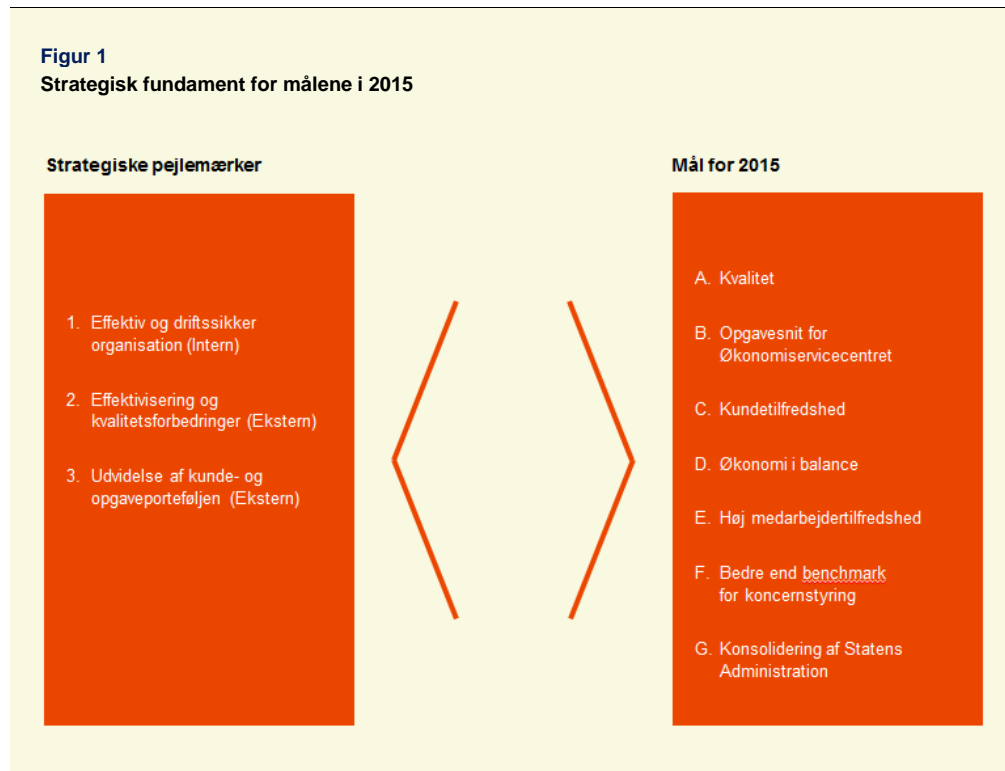 Figur 1
Strategisk fundament for målene i 2015
Strategiske pejlemærker
1. Effektiv og driftssikker
organisation (Intern)
2. Effektivisering og
kvalitetsforbedringer (Ekstern)
3. Udvidelse af kunde- og
opgaveporteføljen (Ekstern)
Mål for 2015
A. Kvalitet
B. Opgavesnit for
Økonomiservicecentret
C. Kundetilfredshed
D. Økonomi i balance
E. Høj medarbejdertilfredshed
F. Bedre end benchmark
for koncernstyring
G. Konsolidering af Statens
Administration